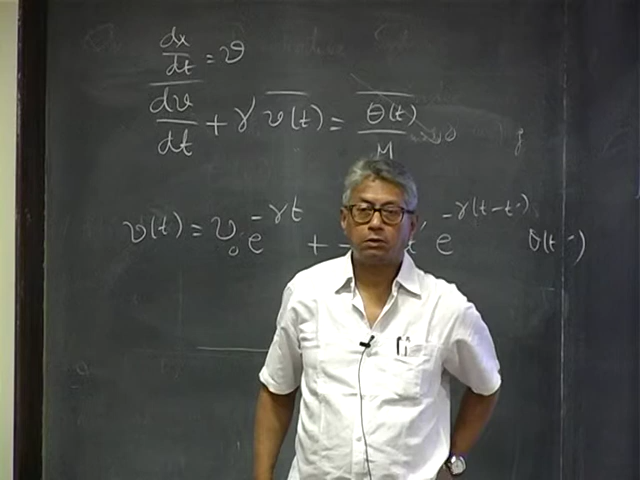 dx/dt = v
dv/dt + γ v(t) = θ(t)/M
v(t) = v₀ e^{-γt} + e^{-γ(t-t')} θ(t')